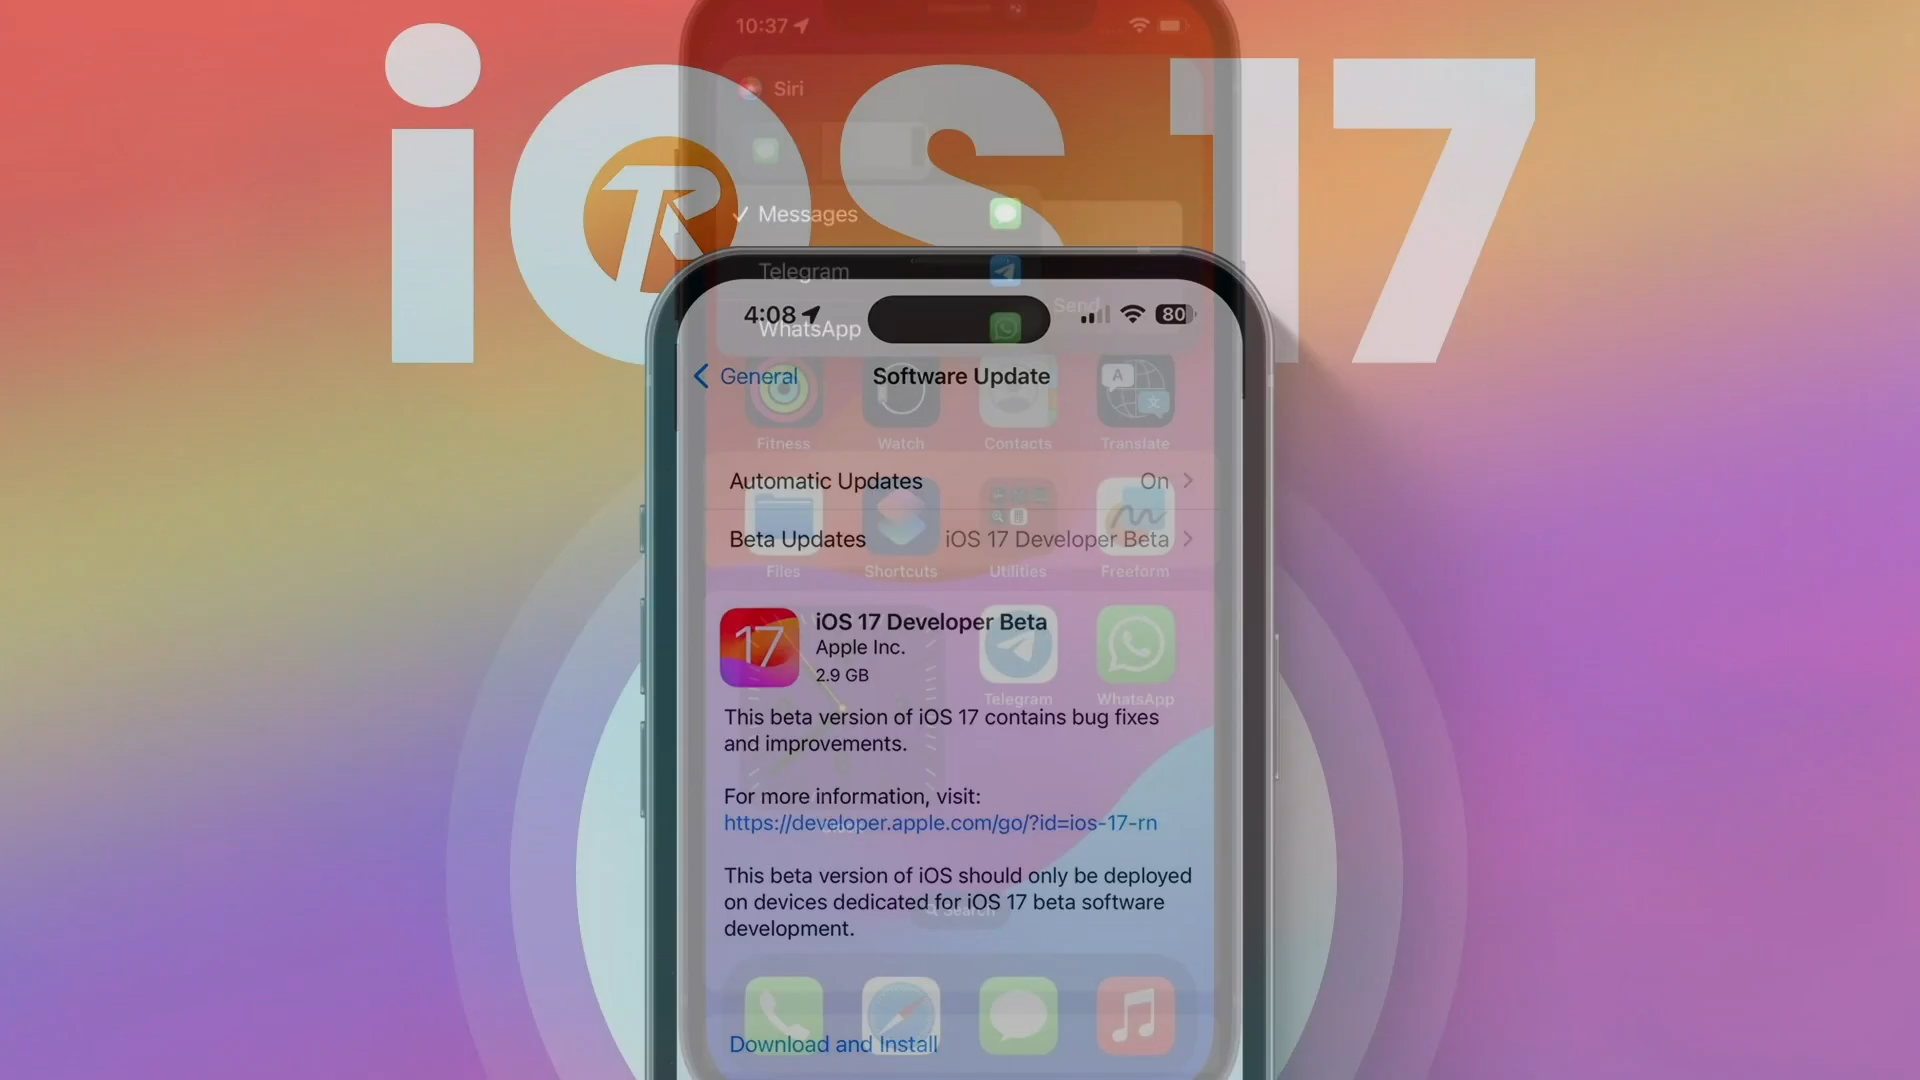 iOS 17
TR
10:37
Siri
Messages
Telegram
WhatsApp
Send
4:08
80
General
Software Update
Fitness
Watch
Contacts
Translate
Automatic Updates
On
Beta Updates
iOS 17 Developer Beta
Files
Shortcuts
Utilities
Freeform
17
iOS 17 Developer Beta
Apple Inc.
2.9 GB
Telegram
WhatsApp
This beta version of iOS 17 contains bug fixes
and improvements.
For more information, visit:
https://developer.apple.com/go/?id=ios-17-rn
This beta version of iOS should only be deployed
on devices dedicated for iOS 17 beta software
development.
Search
Download and Install